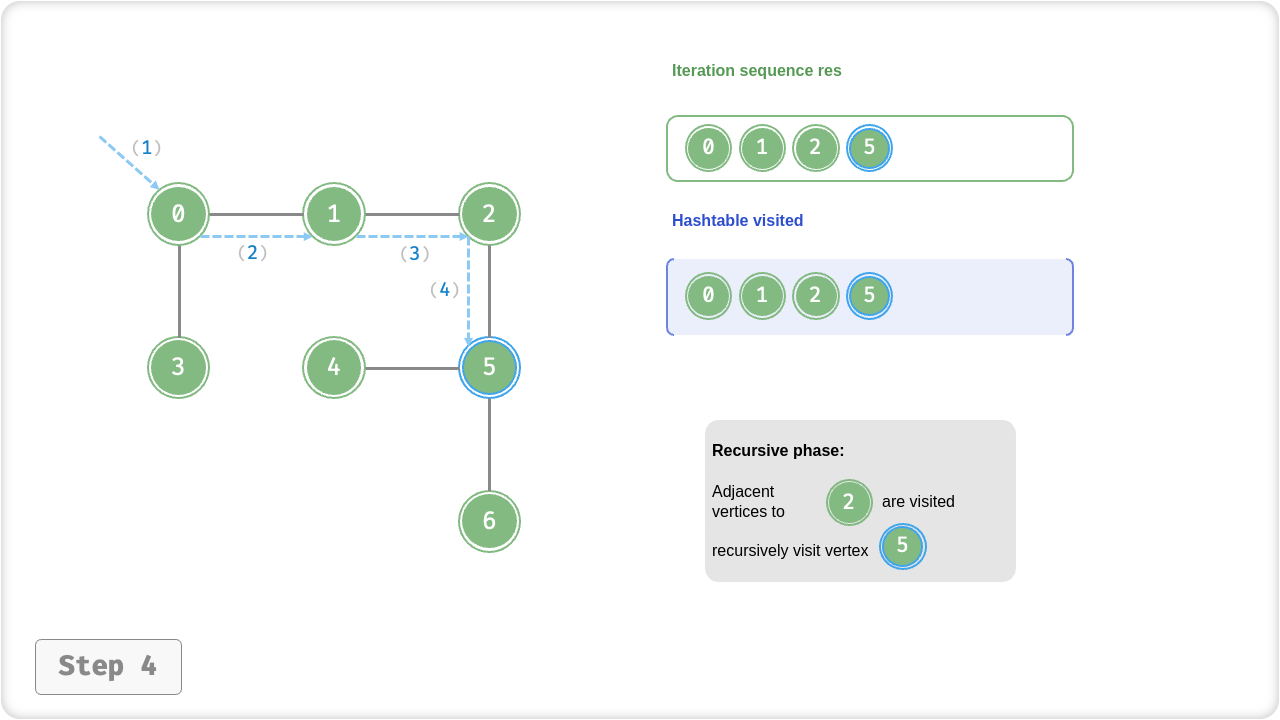 Iteration sequence res
0 1 2 5
(1)
0 1 2
Hashtable visited
(2) (3)
(4)
0 1 2 5
3 4 5
Recursive phase:
Adjacent
vertices to 2 are visited
recursively visit vertex 5
6
Step 4